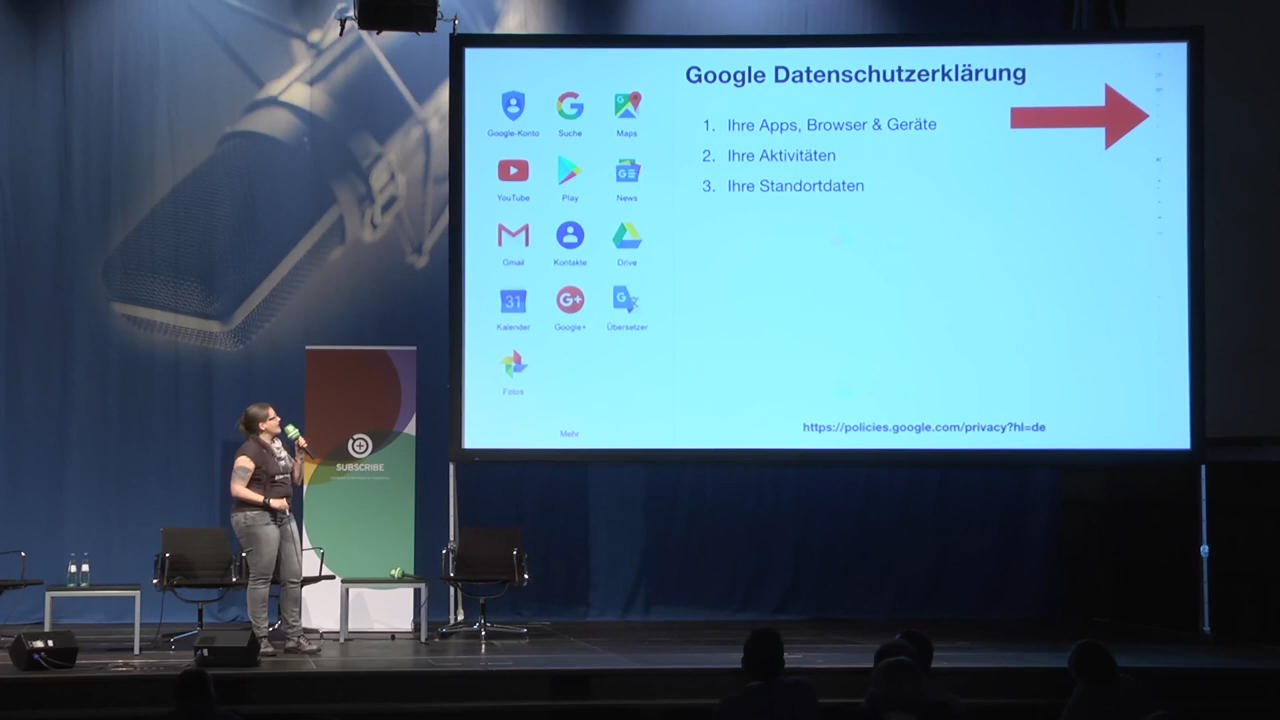 Google Datenschutzerklärung
Google-Konto
Suche
Maps
YouTube
Play
News
Gmail
Kontakte
Drive
31
Kalender
G+
Google+
Übersetzer
Fotos
Mehr
1. Ihre Apps, Browser & Geräte
2. Ihre Aktivitäten
3. Ihre Standortdaten
https://policies.google.com/privacy?hl=de
SUBSCRIBE